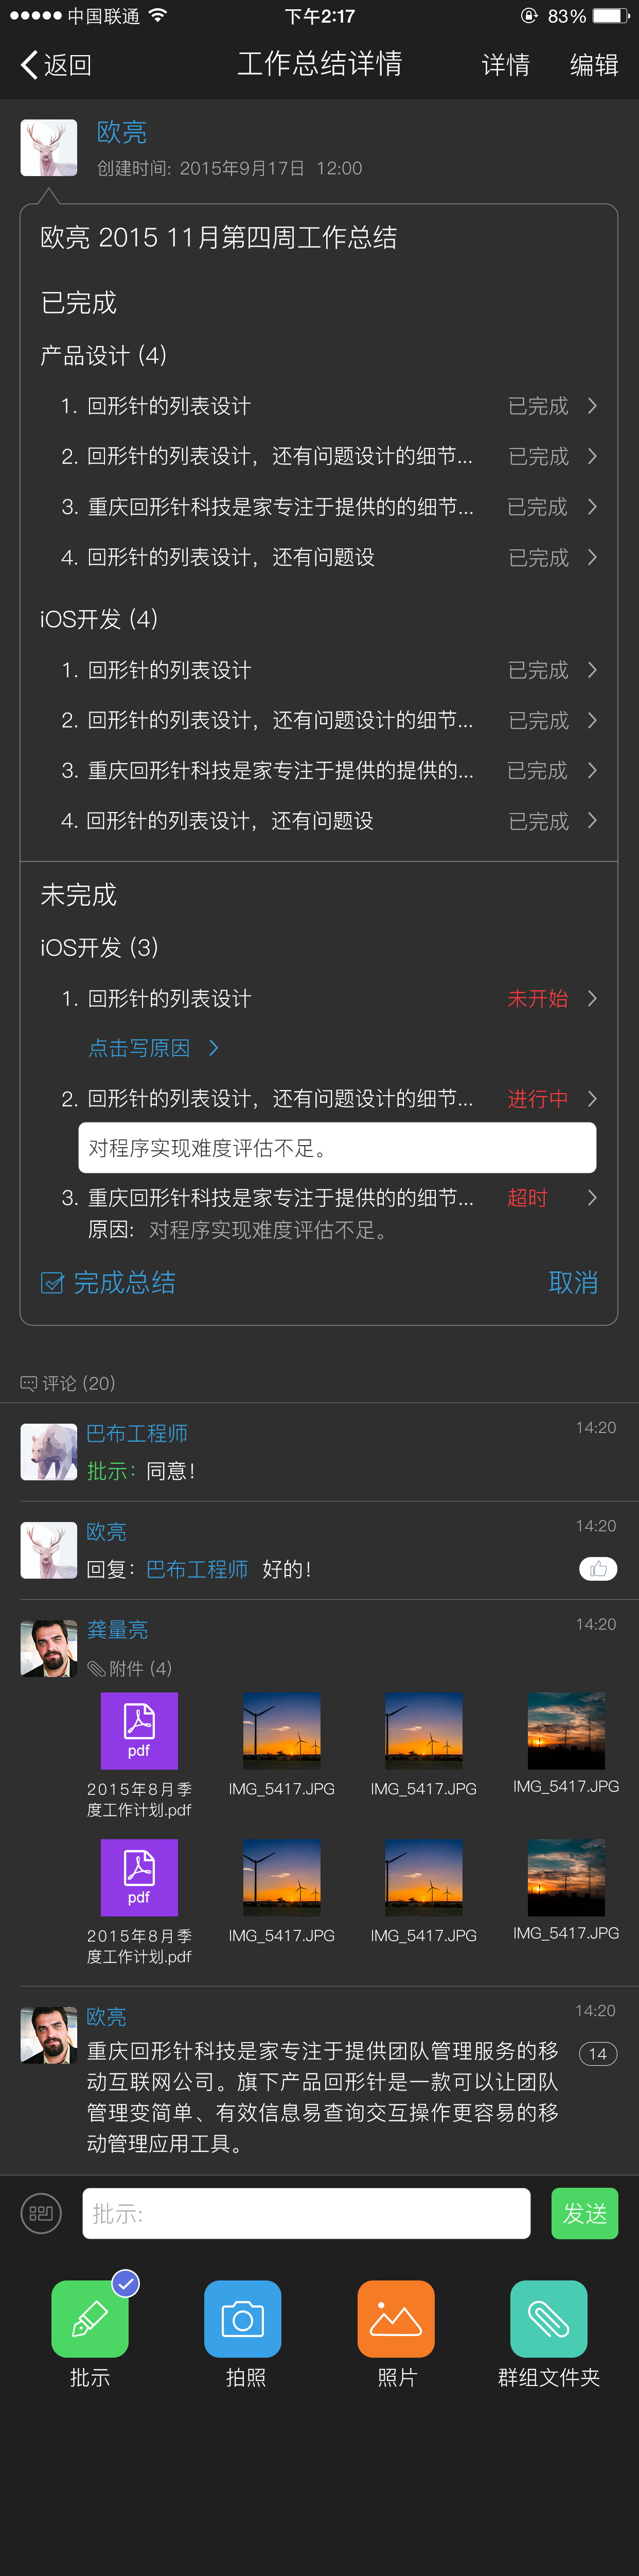 中国联通 下午2:17 83%
返回 工作总结详情 详情 编辑
欧亮
创建时间: 2015年9月17日 12:00
欧亮 2015 11月第四周工作总结
已完成
产品设计 (4)
1. 回形针的列表设计 已完成
2. 回形针的列表设计，还有问题设计的细节... 已完成
3. 重庆回形针科技是家专注于提供的的细节... 已完成
4. 回形针的列表设计，还有问题设 已完成
iOS开发 (4)
1. 回形针的列表设计 已完成
2. 回形针的列表设计，还有问题设计的细节... 已完成
3. 重庆回形针科技是家专注于提供的提供的... 已完成
4. 回形针的列表设计，还有问题设 已完成
未完成
iOS开发 (3)
1. 回形针的列表设计 未开始
点击写原因
2. 回形针的列表设计，还有问题设计的细节... 进行中
对程序实现难度评估不足。
3. 重庆回形针科技是家专注于提供的的细节... 超时
原因: 对程序实现难度评估不足。
完成总结 取消
评论 (20)
巴布工程师 14:20
批示：同意！
欧亮 14:20
回复：巴布工程师 好的！
龚量亮 14:20
附件 (4)
pdf
2015年8月季 IMG_5417.JPG IMG_5417.JPG IMG_5417.JPG
度工作计划.pdf
pdf
2015年8月季 IMG_5417.JPG IMG_5417.JPG IMG_5417.JPG
度工作计划.pdf
欧亮 14:20
重庆回形针科技是家专注于提供团队管理服务的移 14
动互联网公司。旗下产品回形针是一款可以让团队
管理变简单、有效信息易查询交互操作更容易的移
动管理应用工具。
批示: 发送
批示 拍照 照片 群组文件夹